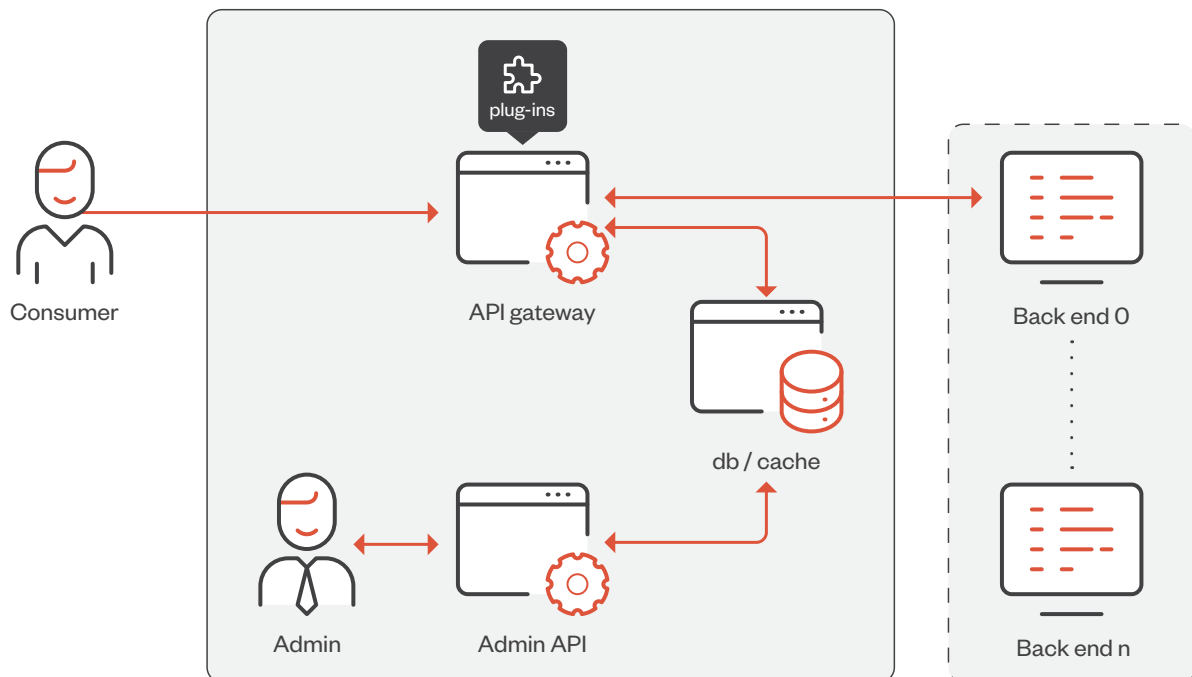 plug-ins
Consumer
API gateway
Back end 0
db / cache
Admin
Admin API
Back end n